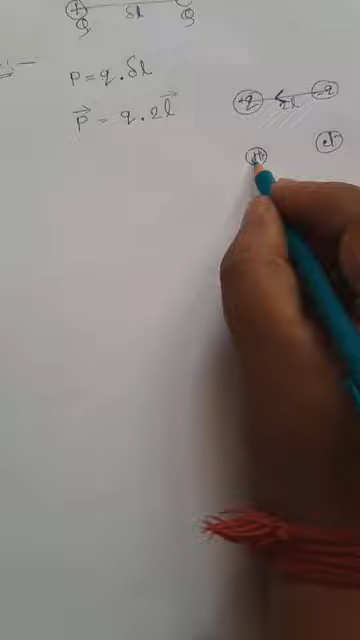 + δl
Q Q
P = q . δl
P⃗ = q . 2l⃗
+q 2l -q